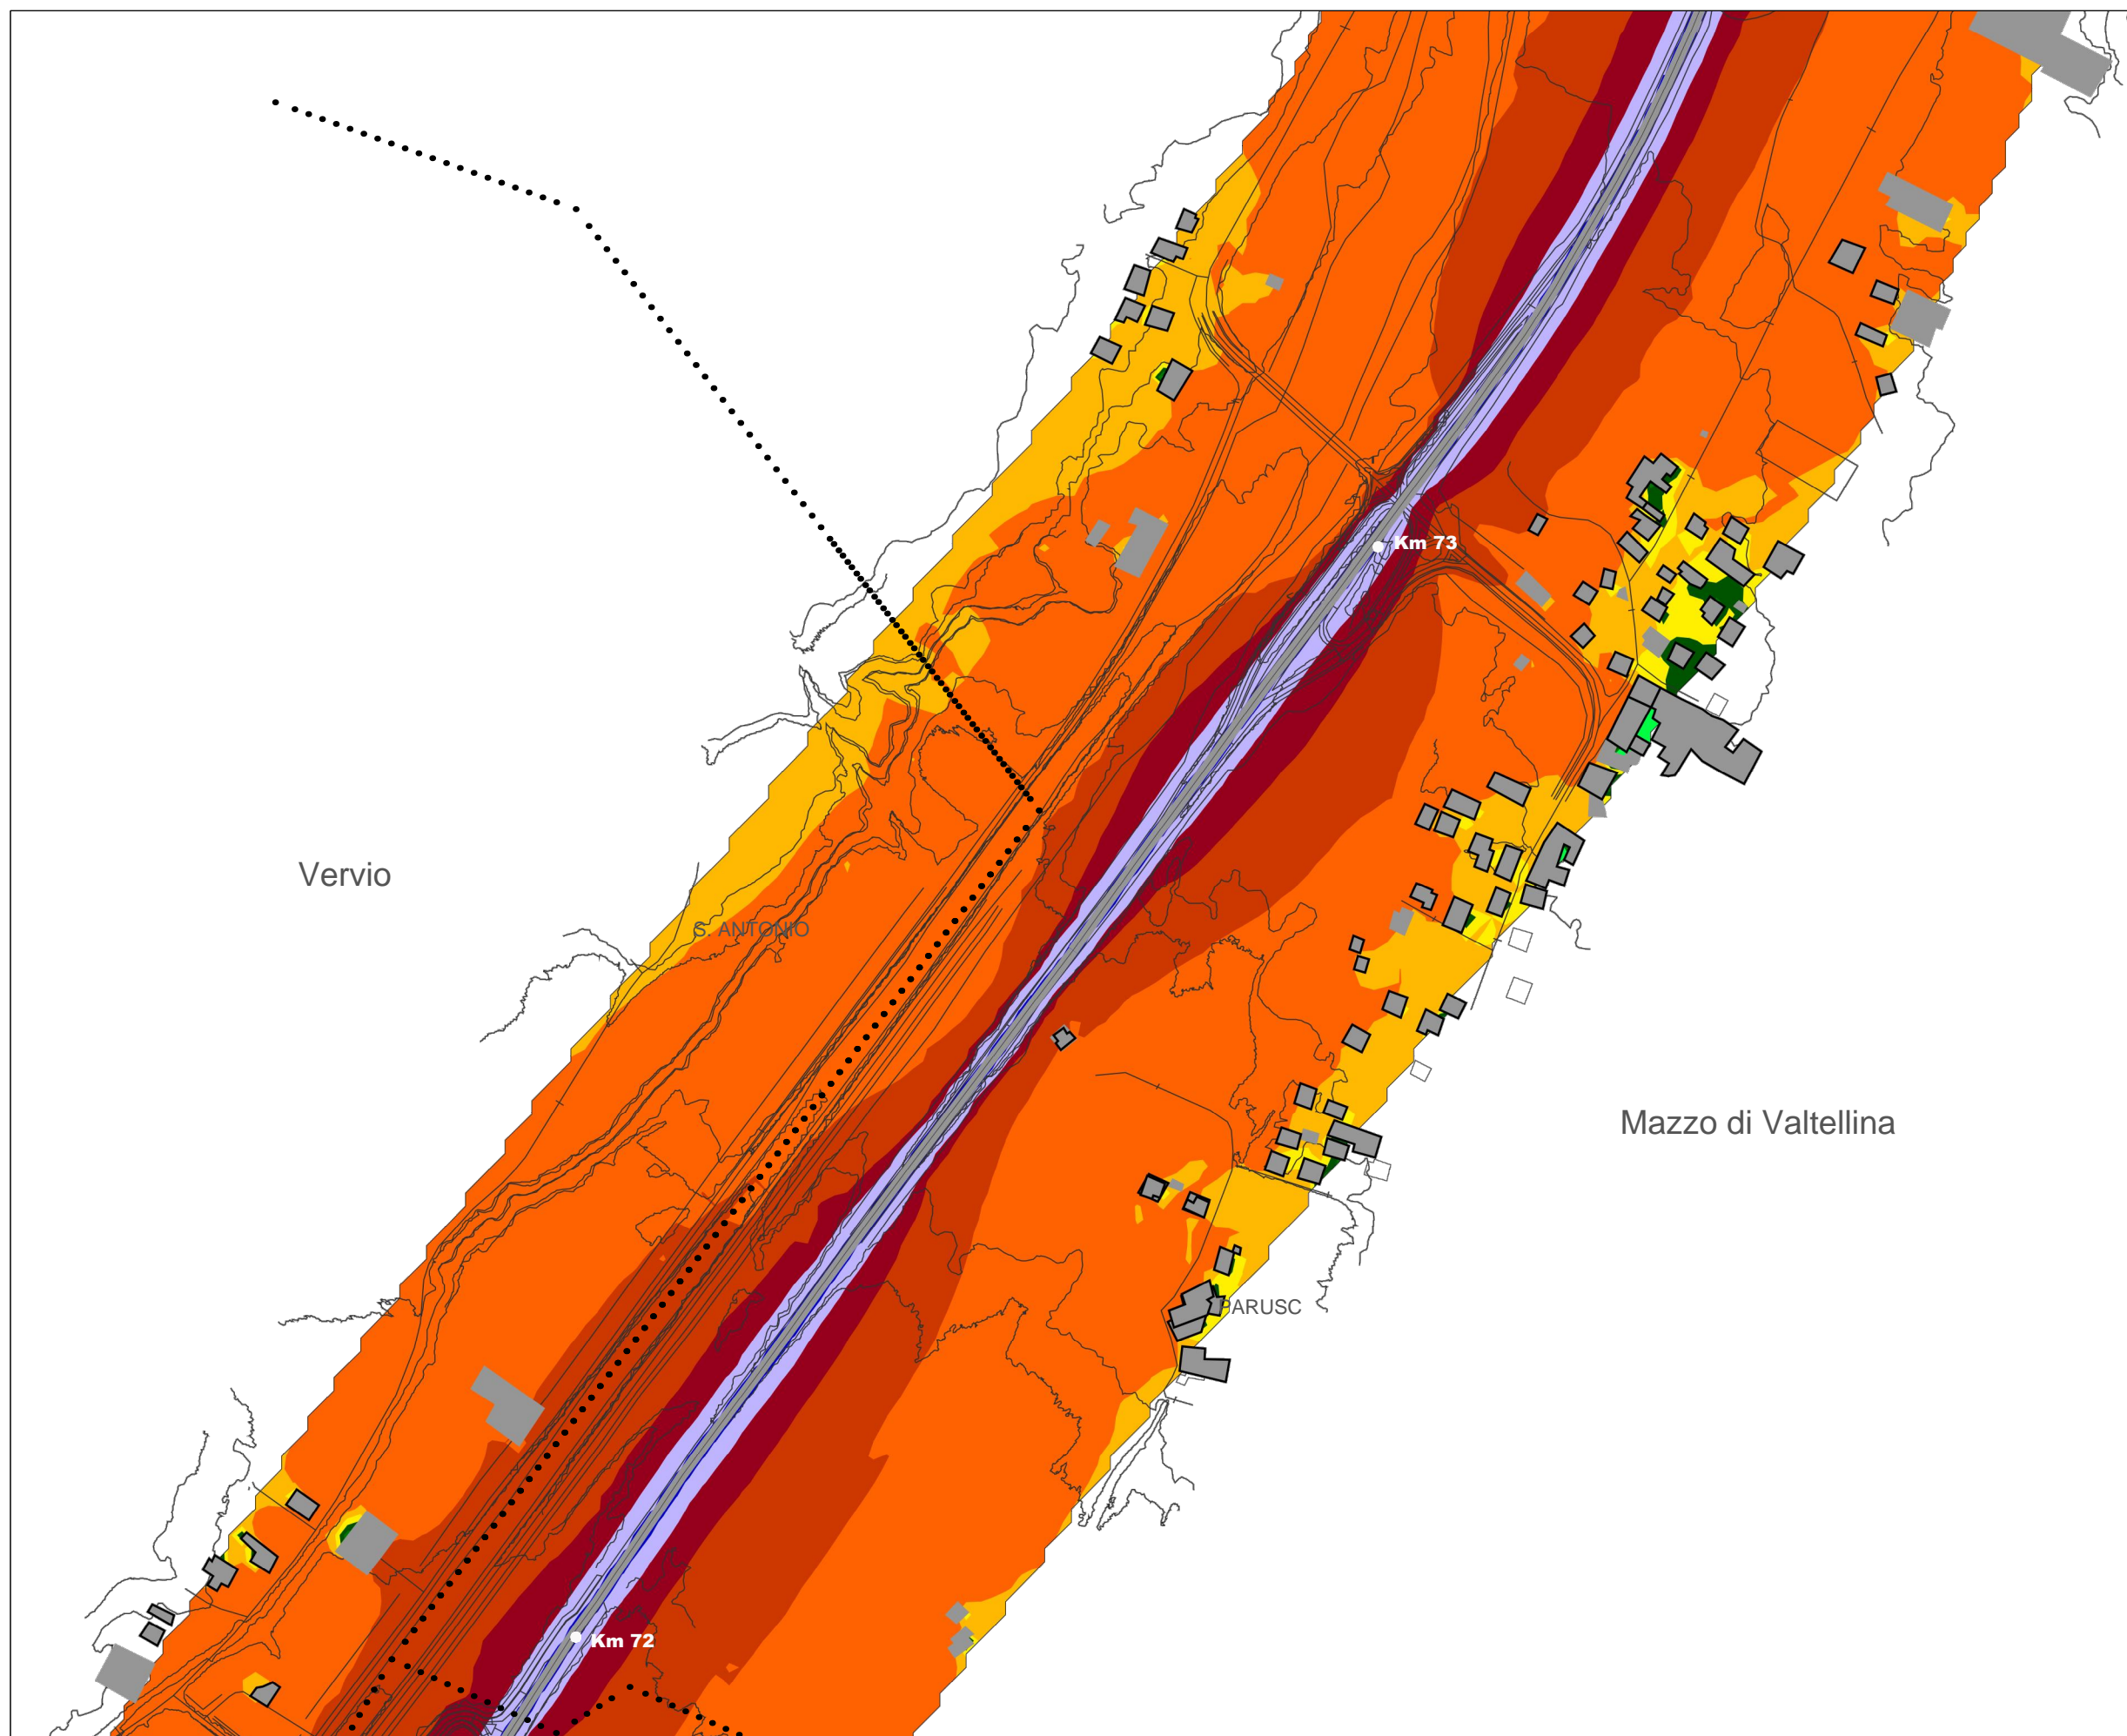 Km 73
Vervio
S. ANTONIO
Mazzo di Valtellina
PARUSC
Km 72